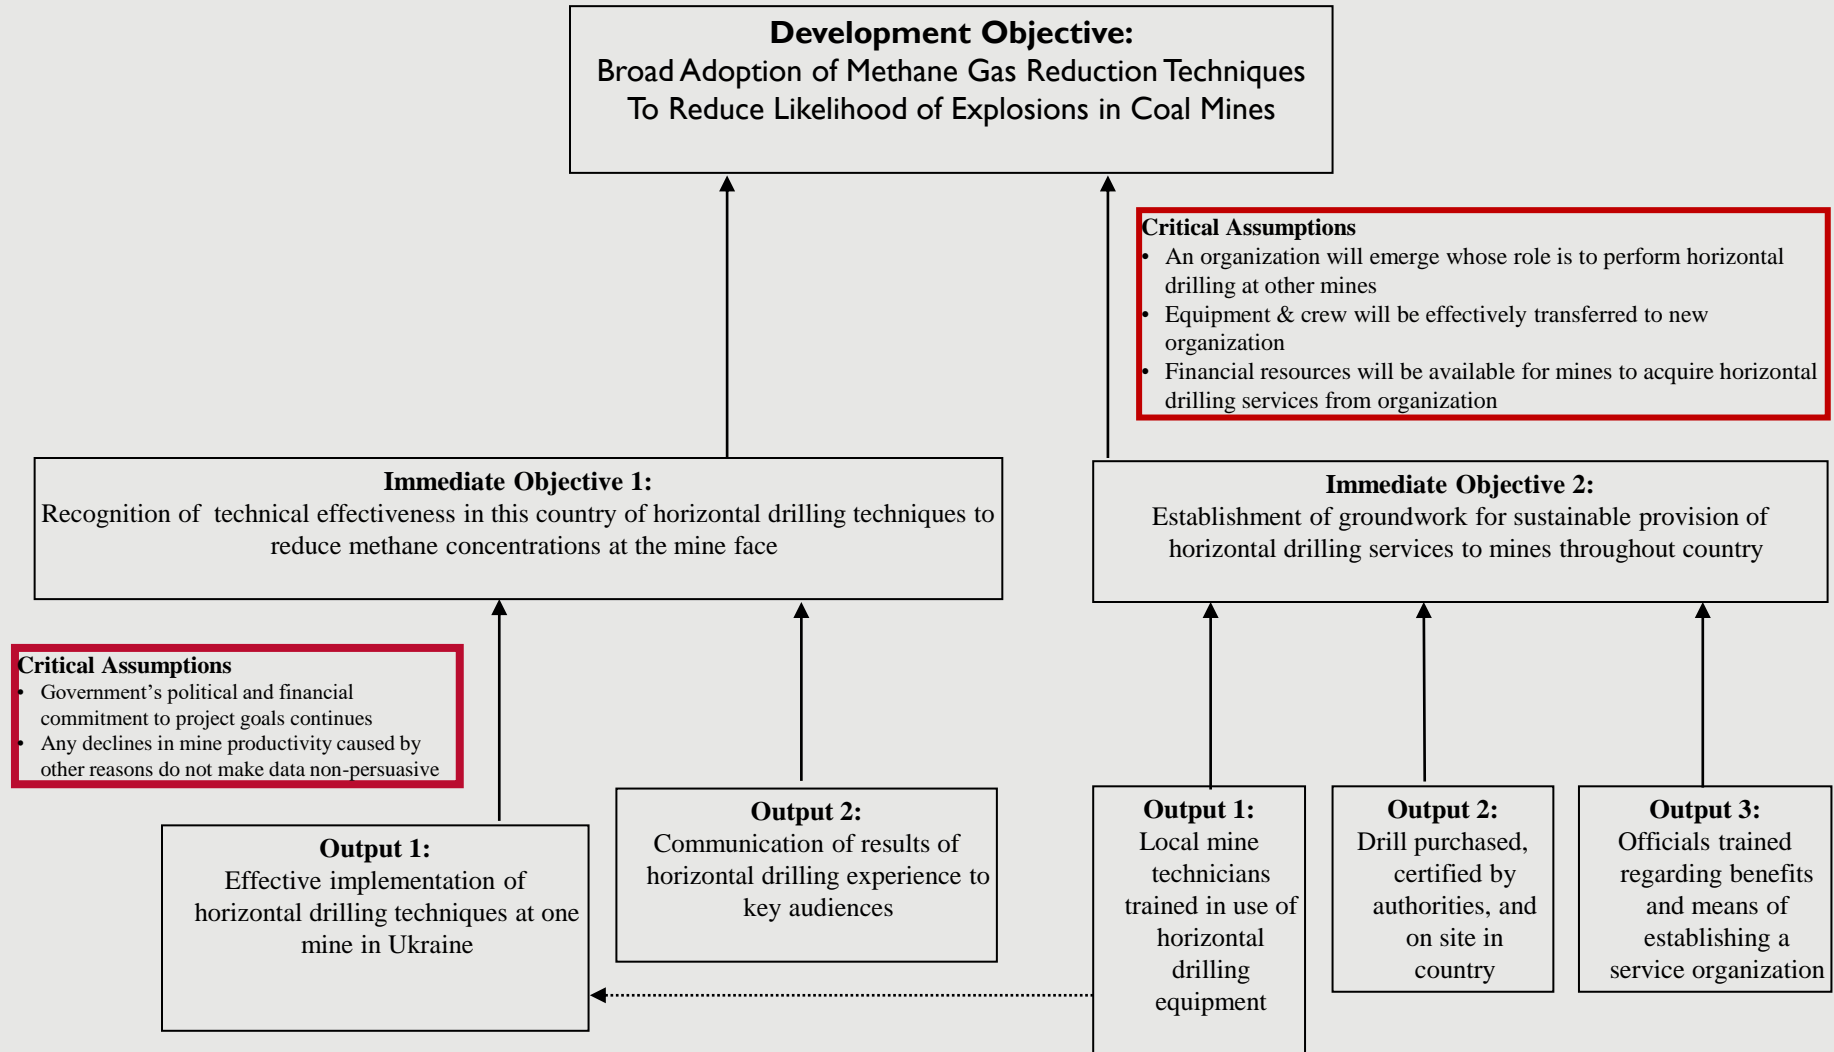 Development Objective:
Broad Adoption of Methane Gas Reduction Techniques
To Reduce Likelihood of Explosions in Coal Mines
Critical Assumptions
• An organization will emerge whose role is to perform horizontal
drilling at other mines
• Equipment & crew will be effectively transferred to new
organization
• Financial resources will be available for mines to acquire horizontal
drilling services from organization
Immediate Objective 1:
Recognition of technical effectiveness in this country of horizontal drilling techniques to
reduce methane concentrations at the mine face
Immediate Objective 2:
Establishment of groundwork for sustainable provision of
horizontal drilling services to mines throughout country
Critical Assumptions
• Government’s political and financial
commitment to project goals continues
• Any declines in mine productivity caused by
other reasons do not make data non-persuasive
Output 1:
Effective implementation of
horizontal drilling techniques at one
mine in Ukraine
Output 2:
Communication of results of
horizontal drilling experience to
key audiences
Output 1:
Local mine
technicians
trained in use of
horizontal
drilling
equipment
Output 2:
Drill purchased,
certified by
authorities, and
on site in
country
Output 3:
Officials trained
regarding benefits
and means of
establishing a
service organization